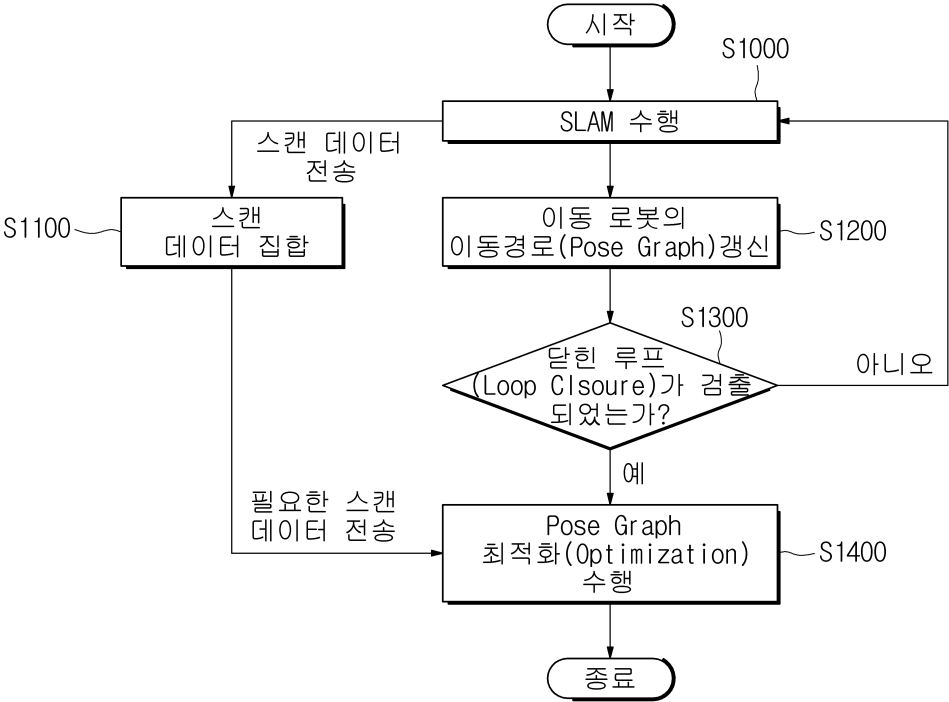 시작
S1000
SLAM 수행
스캔 데이터
전송
S1100
스캔
데이터 집합
이동 로봇의
이동경로(Pose Graph)갱신
S1200
S1300
닫힌 루프
(Loop Clsoure)가 검출
되었는가?
아니오
예
필요한 스캔
데이터 전송
Pose Graph
최적화(Optimization)
수행
S1400
종료